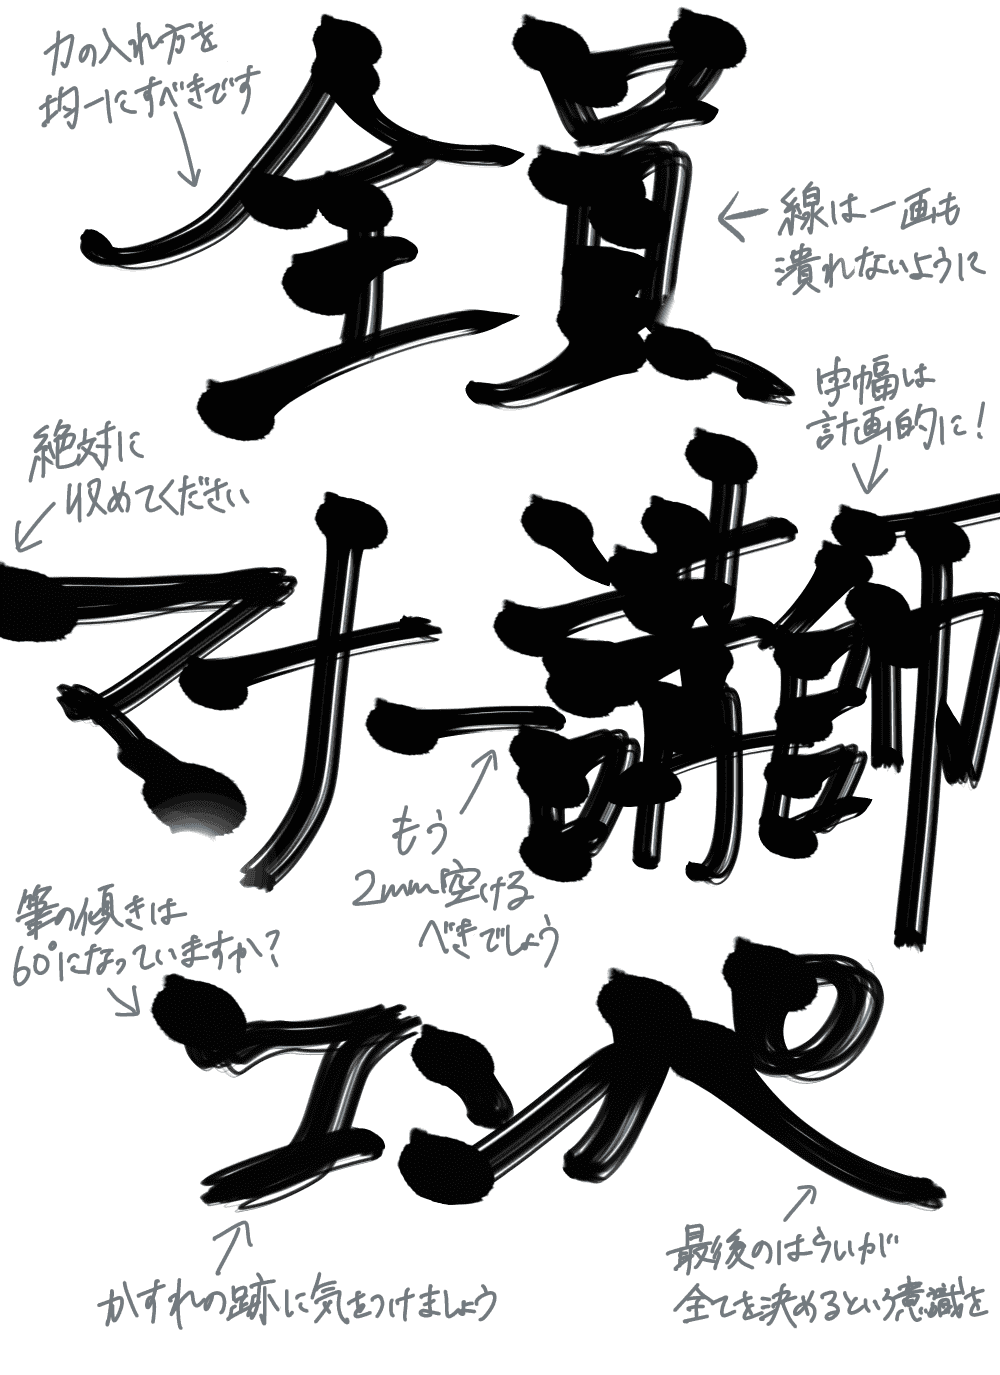 力の入れ方を
均一にすべきです
全員
線は一画も
潰れないように
字幅は
計画的に!
絶対に
収めてください
マナー講師
もう
2mm空ける
べきでしょう
筆の傾きは
60°になっていますか?
コンペ
かすれの跡に気をつけましょう
最後のはらいが
全てを決めるという意識を